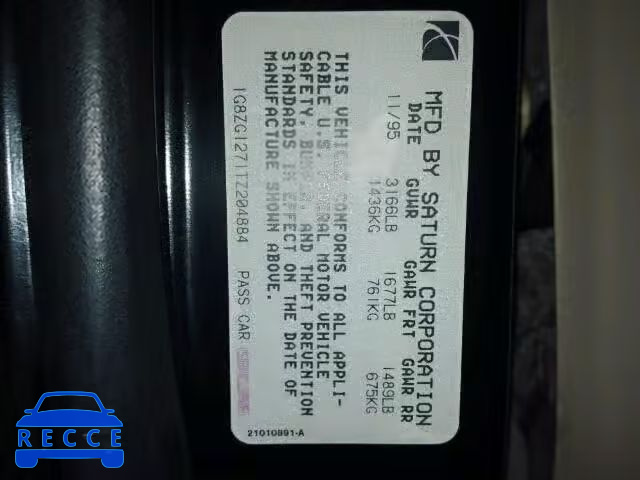 MFD BY SATURN CORPORATION
DATE GVWR GAWR FRT GAWR RR
11/95 3166LB 1677LB 1489LB
1436KG 761KG 675KG
THIS VEHICLE CONFORMS TO ALL APPLI-
CABLE U.S. FEDERAL MOTOR VEHICLE
SAFETY, BUMPER, AND THEFT PREVENTION
STANDARDS IN EFFECT ON THE DATE OF
MANUFACTURE SHOWN ABOVE.
1G8ZG1271TZ204884 PASS CAR
21010891-A
RECCE